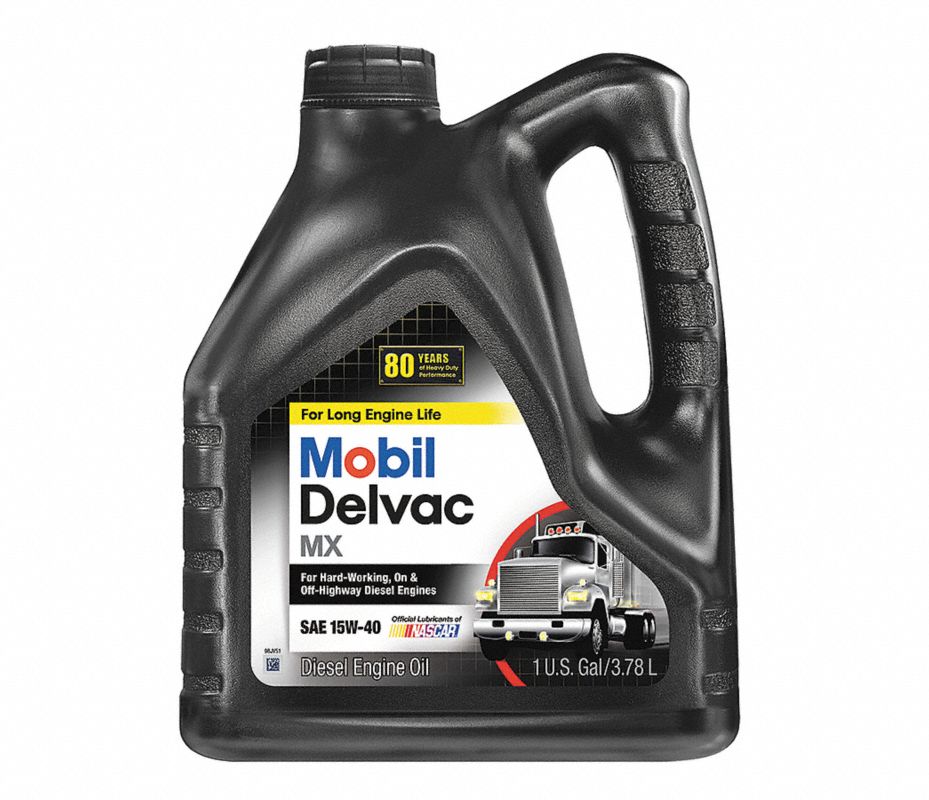 80 YEARS
of Heavy Duty
Performance
For Long Engine Life
Mobil
Delvac
MX
For Hard-Working, On &
Off-Highway Diesel Engines
SAE 15W-40
Official Lubricants of
NASCAR
Diesel Engine Oil
1 U.S. Gal/3.78 L